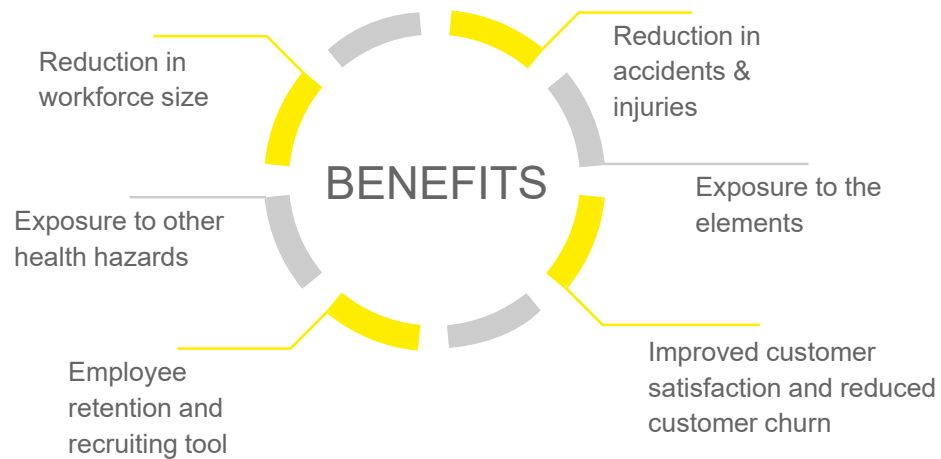 BENEFITS
Reduction in
accidents &
injuries
Exposure to the
elements
Improved customer
satisfaction and reduced
customer churn
Employee
retention and
recruiting tool
Exposure to other
health hazards
Reduction in
workforce size